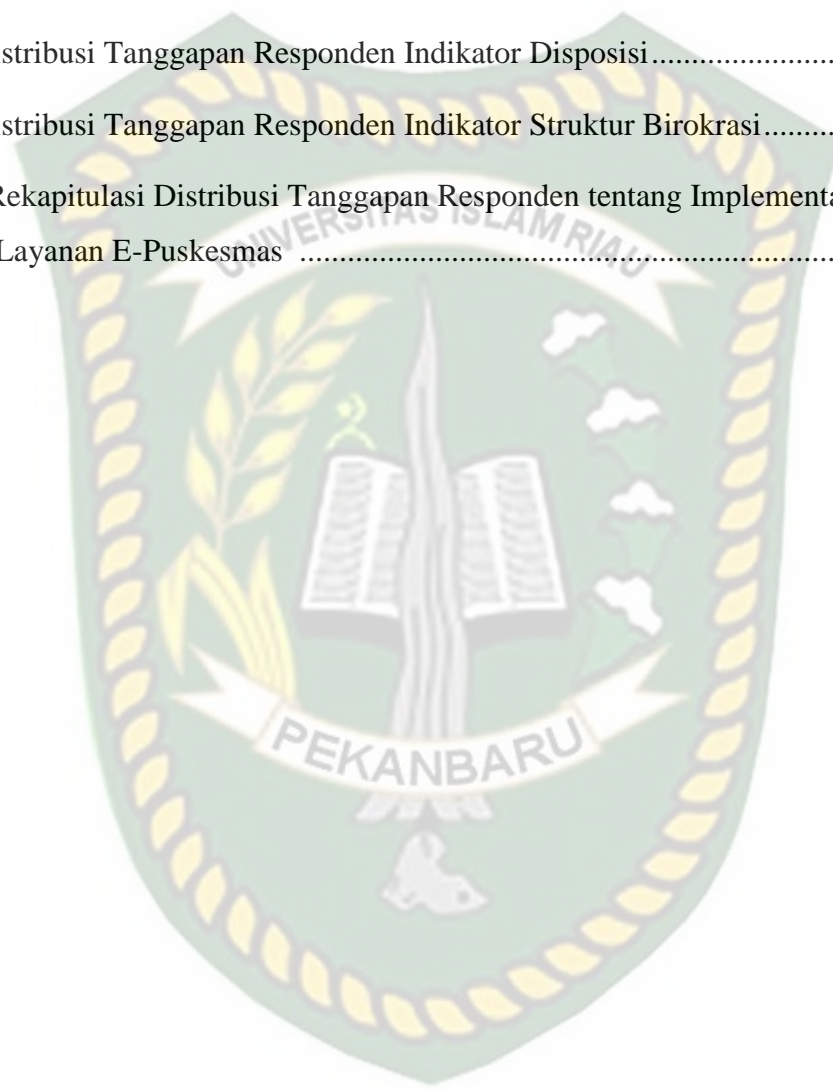 stribusi Tanggapan Responden Indikator Disposisi........................
stribusi Tanggapan Responden Indikator Struktur Birokrasi..........
Rekapitulasi Distribusi Tanggapan Responden tentang Implementa
UNIVERSITAS ISLAM RIAU
Layanan E-Puskesmas ....................................................................
PEKANBARU